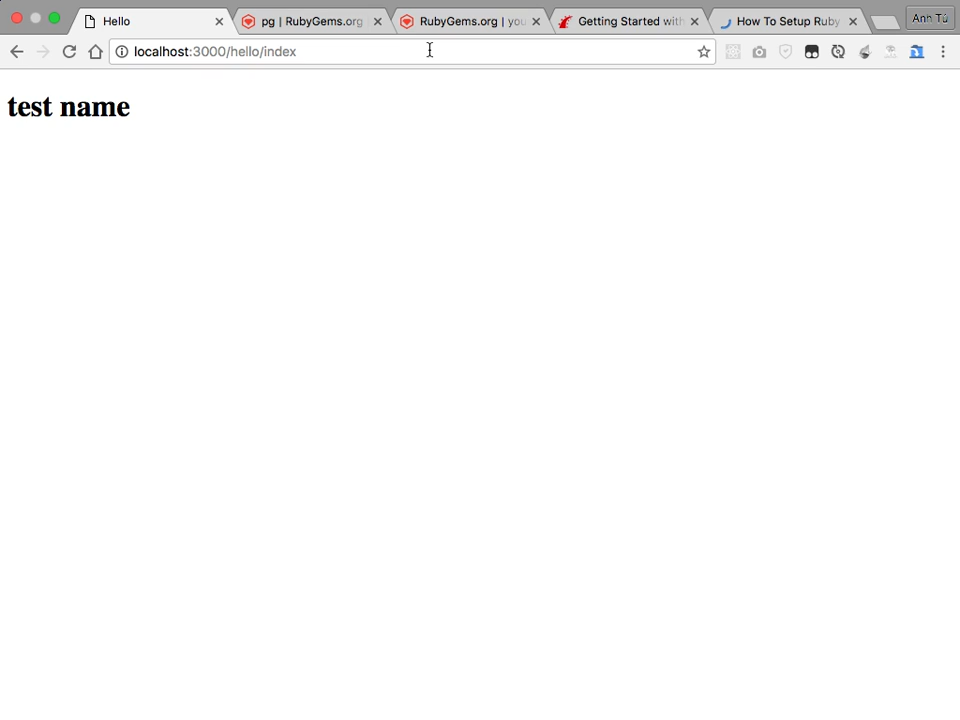 Hello
pg | RubyGems.org
RubyGems.org | you
Getting Started with
How To Setup Ruby
Anh Tú
localhost:3000/hello/index
test name